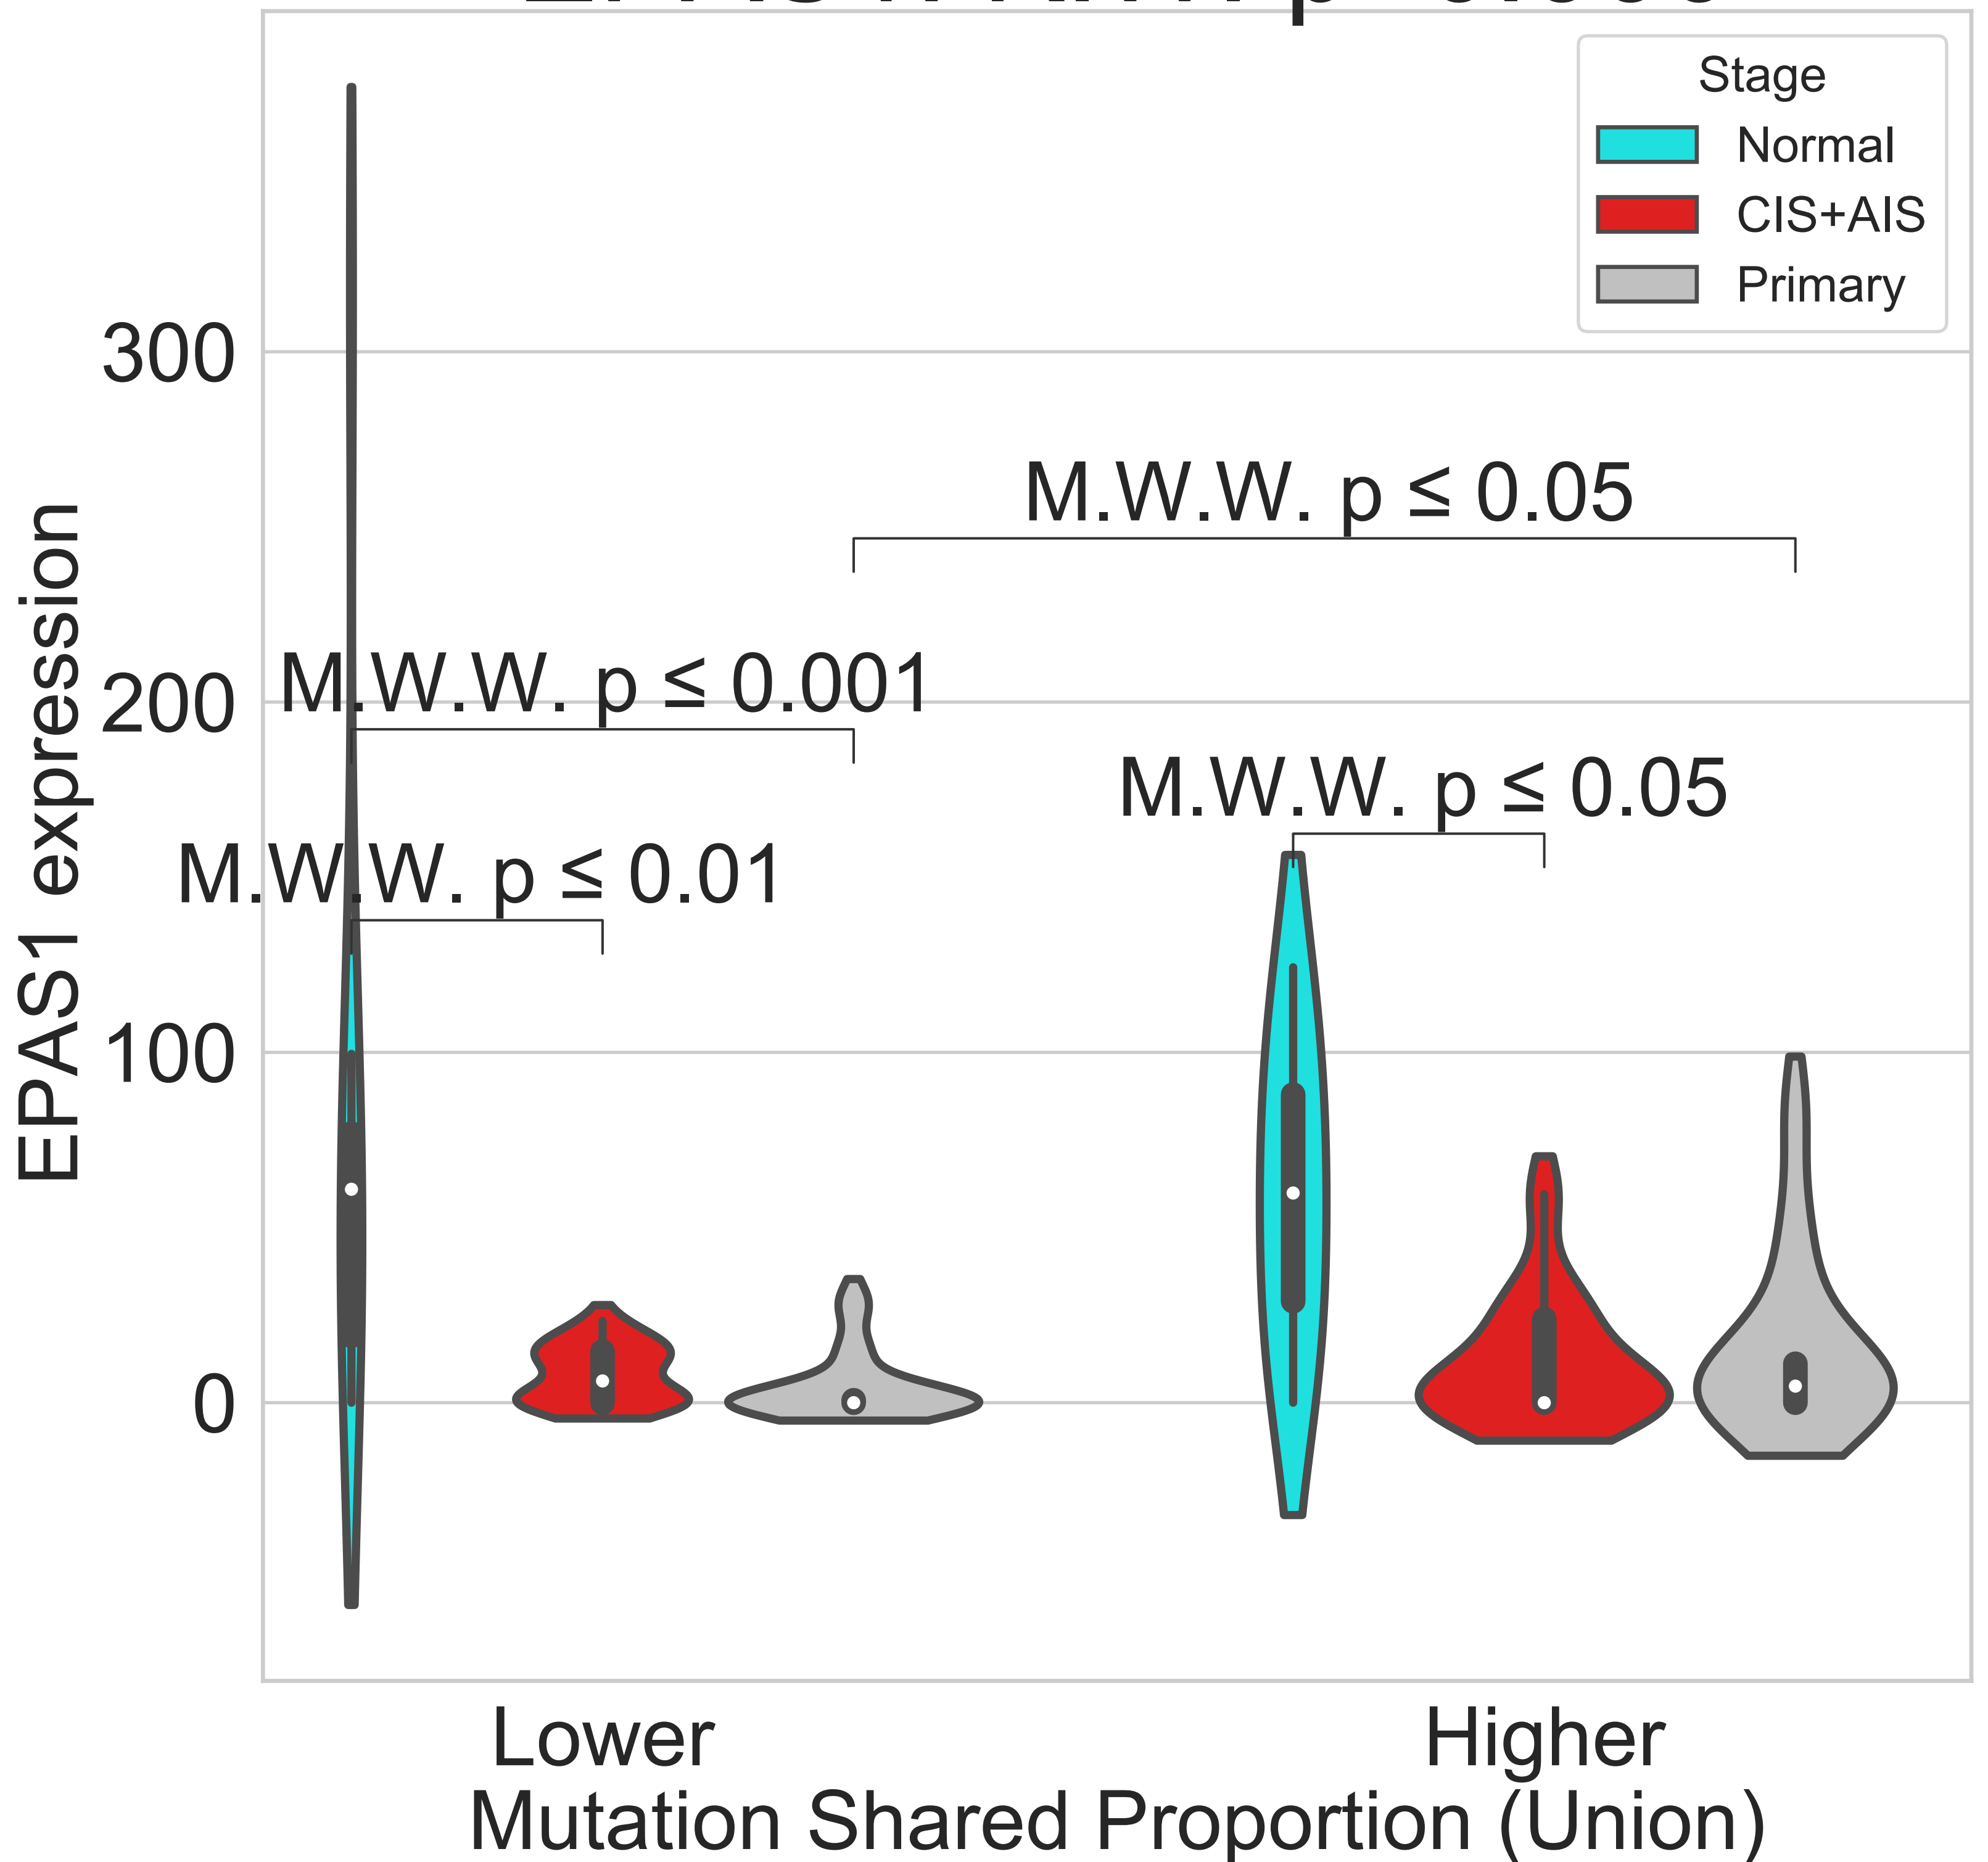 Stage
Normal
CIS+AIS
Primary
300
200
100
0
EPAS1 expression
M.W.W. p ≤ 0.05
M.W.W. p ≤ 0.001
M.W.W. p ≤ 0.05
M.W.W. p ≤ 0.01
Lower
Higher
Mutation Shared Proportion (Union)